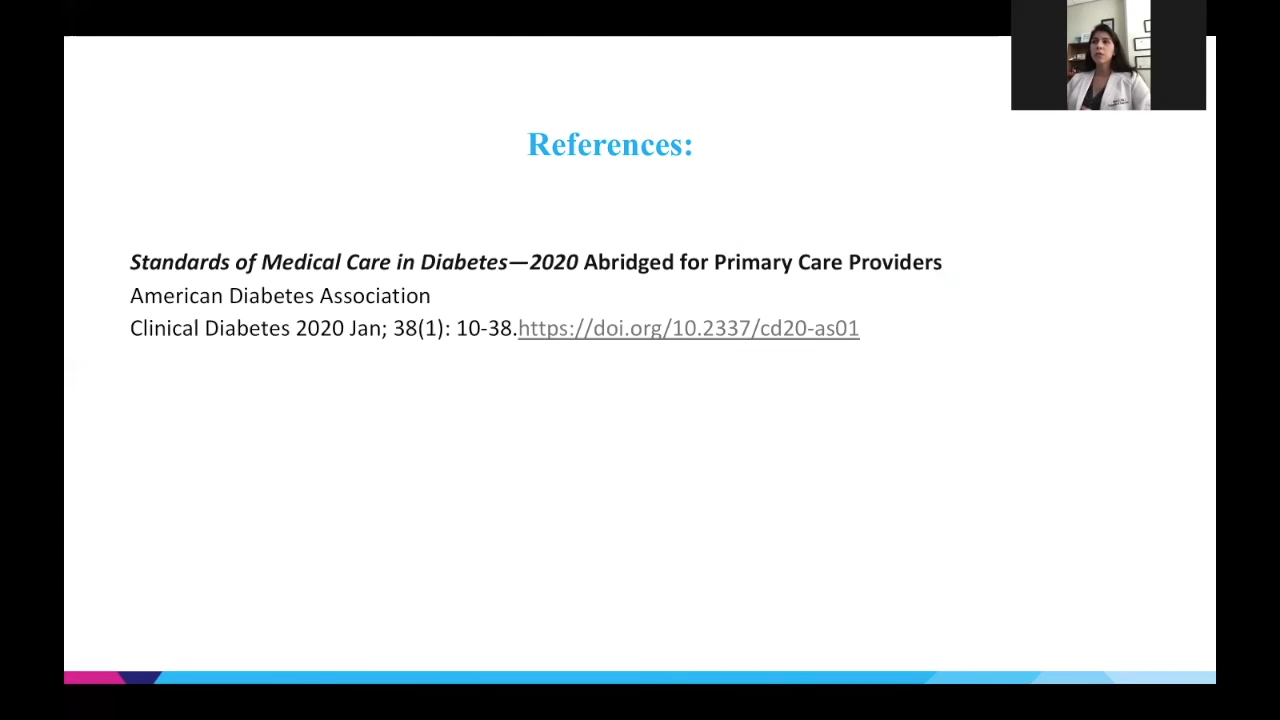 References:
Standards of Medical Care in Diabetes—2020 Abridged for Primary Care Providers
American Diabetes Association
Clinical Diabetes 2020 Jan; 38(1): 10-38.https://doi.org/10.2337/cd20-as01